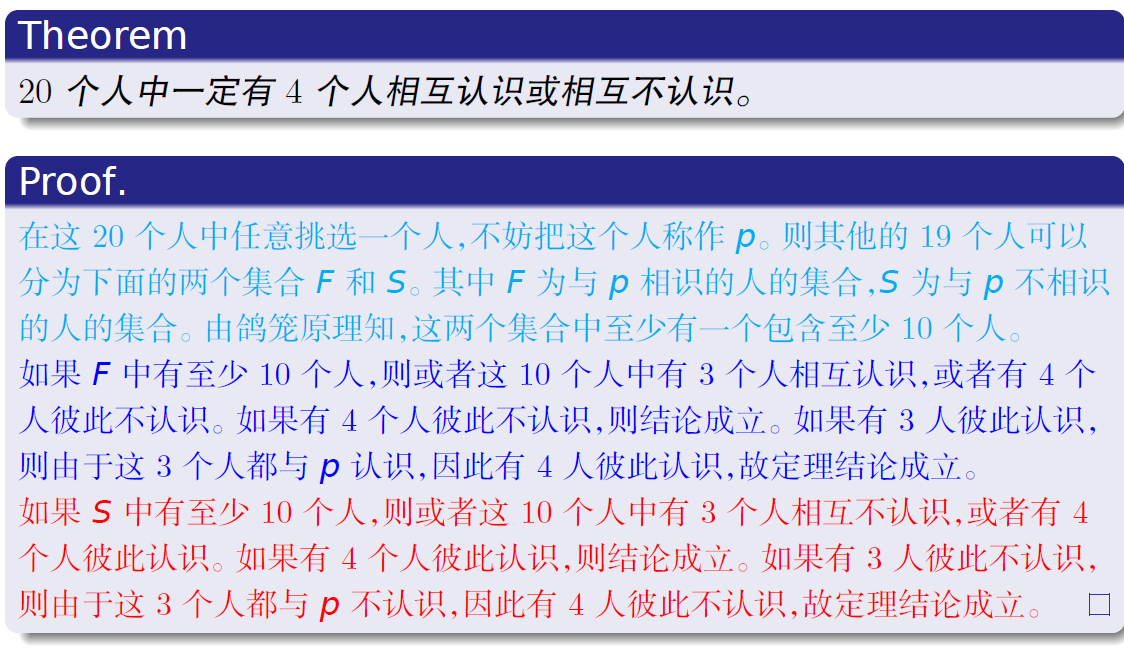 Theorem
20 个人中一定有 4 个人相互认识或相互不认识。
Proof.
在这 20 个人中任意挑选一个人,不妨把这个人称作 p。则其他的 19 个人可以
分为下面的两个集合 F 和 S。其中 F 为与 p 相识的人的集合,S 为与 p 不相识
的人的集合。由鸽笼原理知,这两个集合中至少有一个包含至少 10 个人。
如果 F 中有至少 10 个人,则或者这 10 个人中有 3 个人相互认识,或者有 4 个
人彼此不认识。如果有 4 个人彼此不认识,则结论成立。如果有 3 人彼此认识,
则由于这 3 个人都与 p 认识,因此有 4 人彼此认识,故定理结论成立。
如果 S 中有至少 10 个人,则或者这 10 个人中有 3 个人相互不认识,或者有 4
个人彼此认识。如果有 4 个人彼此认识,则结论成立。如果有 3 人彼此不认识,
则由于这 3 个人都与 p 不认识,因此有 4 人彼此不认识,故定理结论成立。 □